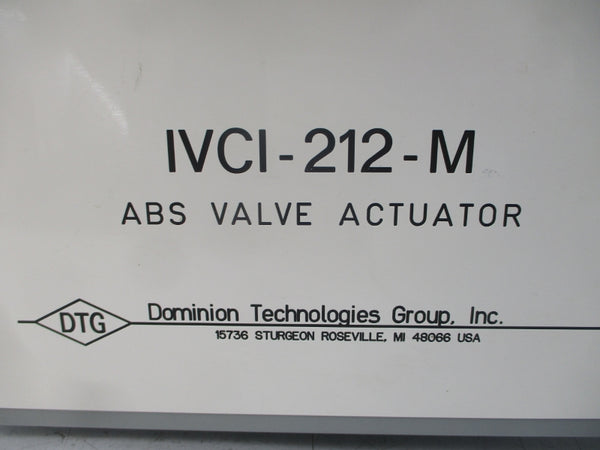 IVCI-212-M
ABS VALVE ACTUATOR
DTG
Dominion Technologies Group, Inc.
15736 STURGEON ROSEVILLE, MI 48066 USA